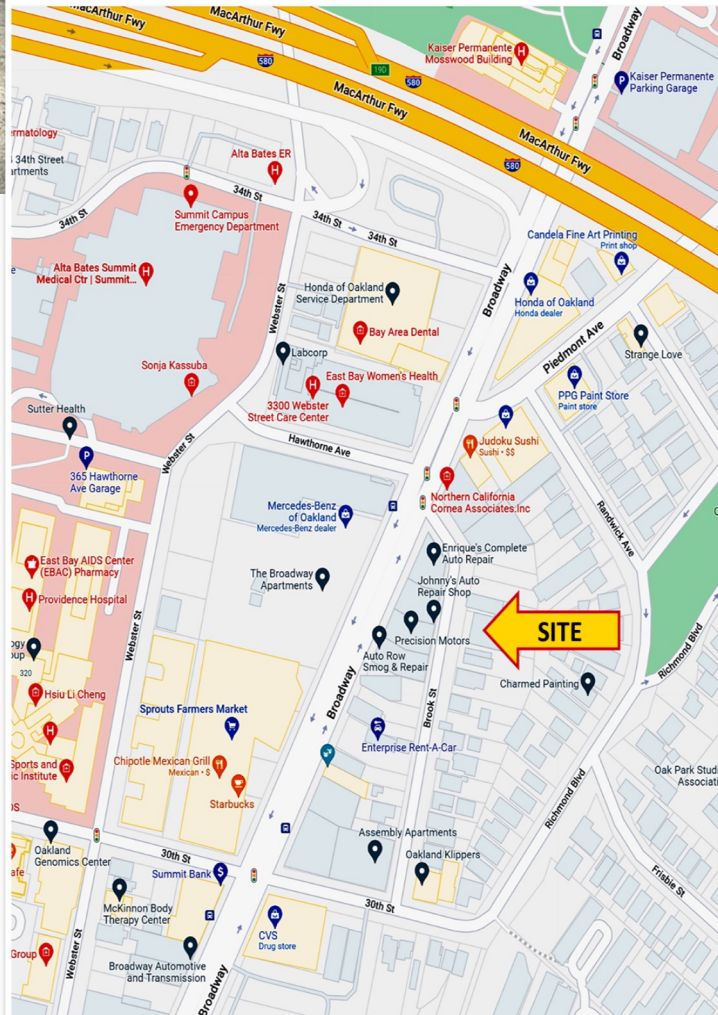 MacArthur Fwy
MacArthur Fwy
580
19D
580
MacArthur Fwy
Kaiser Permanente
Mosswood Building
Broadway
Kaiser Permanente
Parking Garage
MacArthur Fwy
580
34th Street
Alta Bates ER
34th St
Summit Campus
Emergency Department
34th St
34th St
34th St
Candela Fine Art Printing
Print shop
Alta Bates Summit
Medical Ctr | Summit...
Honda of Oakland
Service Department
Broadway
Honda of Oakland
Honda dealer
Webster St
Bay Area Dental
Piedmont Ave
Strange Love
Labcorp
Sonja Kassuba
East Bay Women's Health
3300 Webster
Street Care Center
PPG Paint Store
Paint store
Sutter Health
Webster St
Hawthorne Ave
Judoku Sushi
Sushi • $$
365 Hawthorne
Ave Garage
Northern California
Cornea Associates:Inc
Mercedes-Benz
of Oakland
Mercedes-Benz dealer
Randwick Ave
Enrique's Complete
Auto Repair
East Bay AIDS Center
(EBAC) Pharmacy
The Broadway
Apartments
Johnny's Auto
Repair Shop
Providence Hospital
Webster St
SITE
Precision Motors
Auto Row
Smog & Repair
Richmond Blvd
320
Hsiu Li Cheng
Broadway
Brook St
Charmed Painting
Sprouts Farmers Market
Enterprise Rent-A-Car
Chipotle Mexican Grill
Mexican • $
Sports and
Institute
Starbucks
Oak Park
Richmond Blvd
Oakland
Genomics Center
Assembly Apartments
30th St
Oakland Klippers
Summit Bank
Frisbie St
McKinnon Body
Therapy Center
30th St
CVS
Drug store
Group
Webster St
Broadway Automotive
and Transmission
Broadway